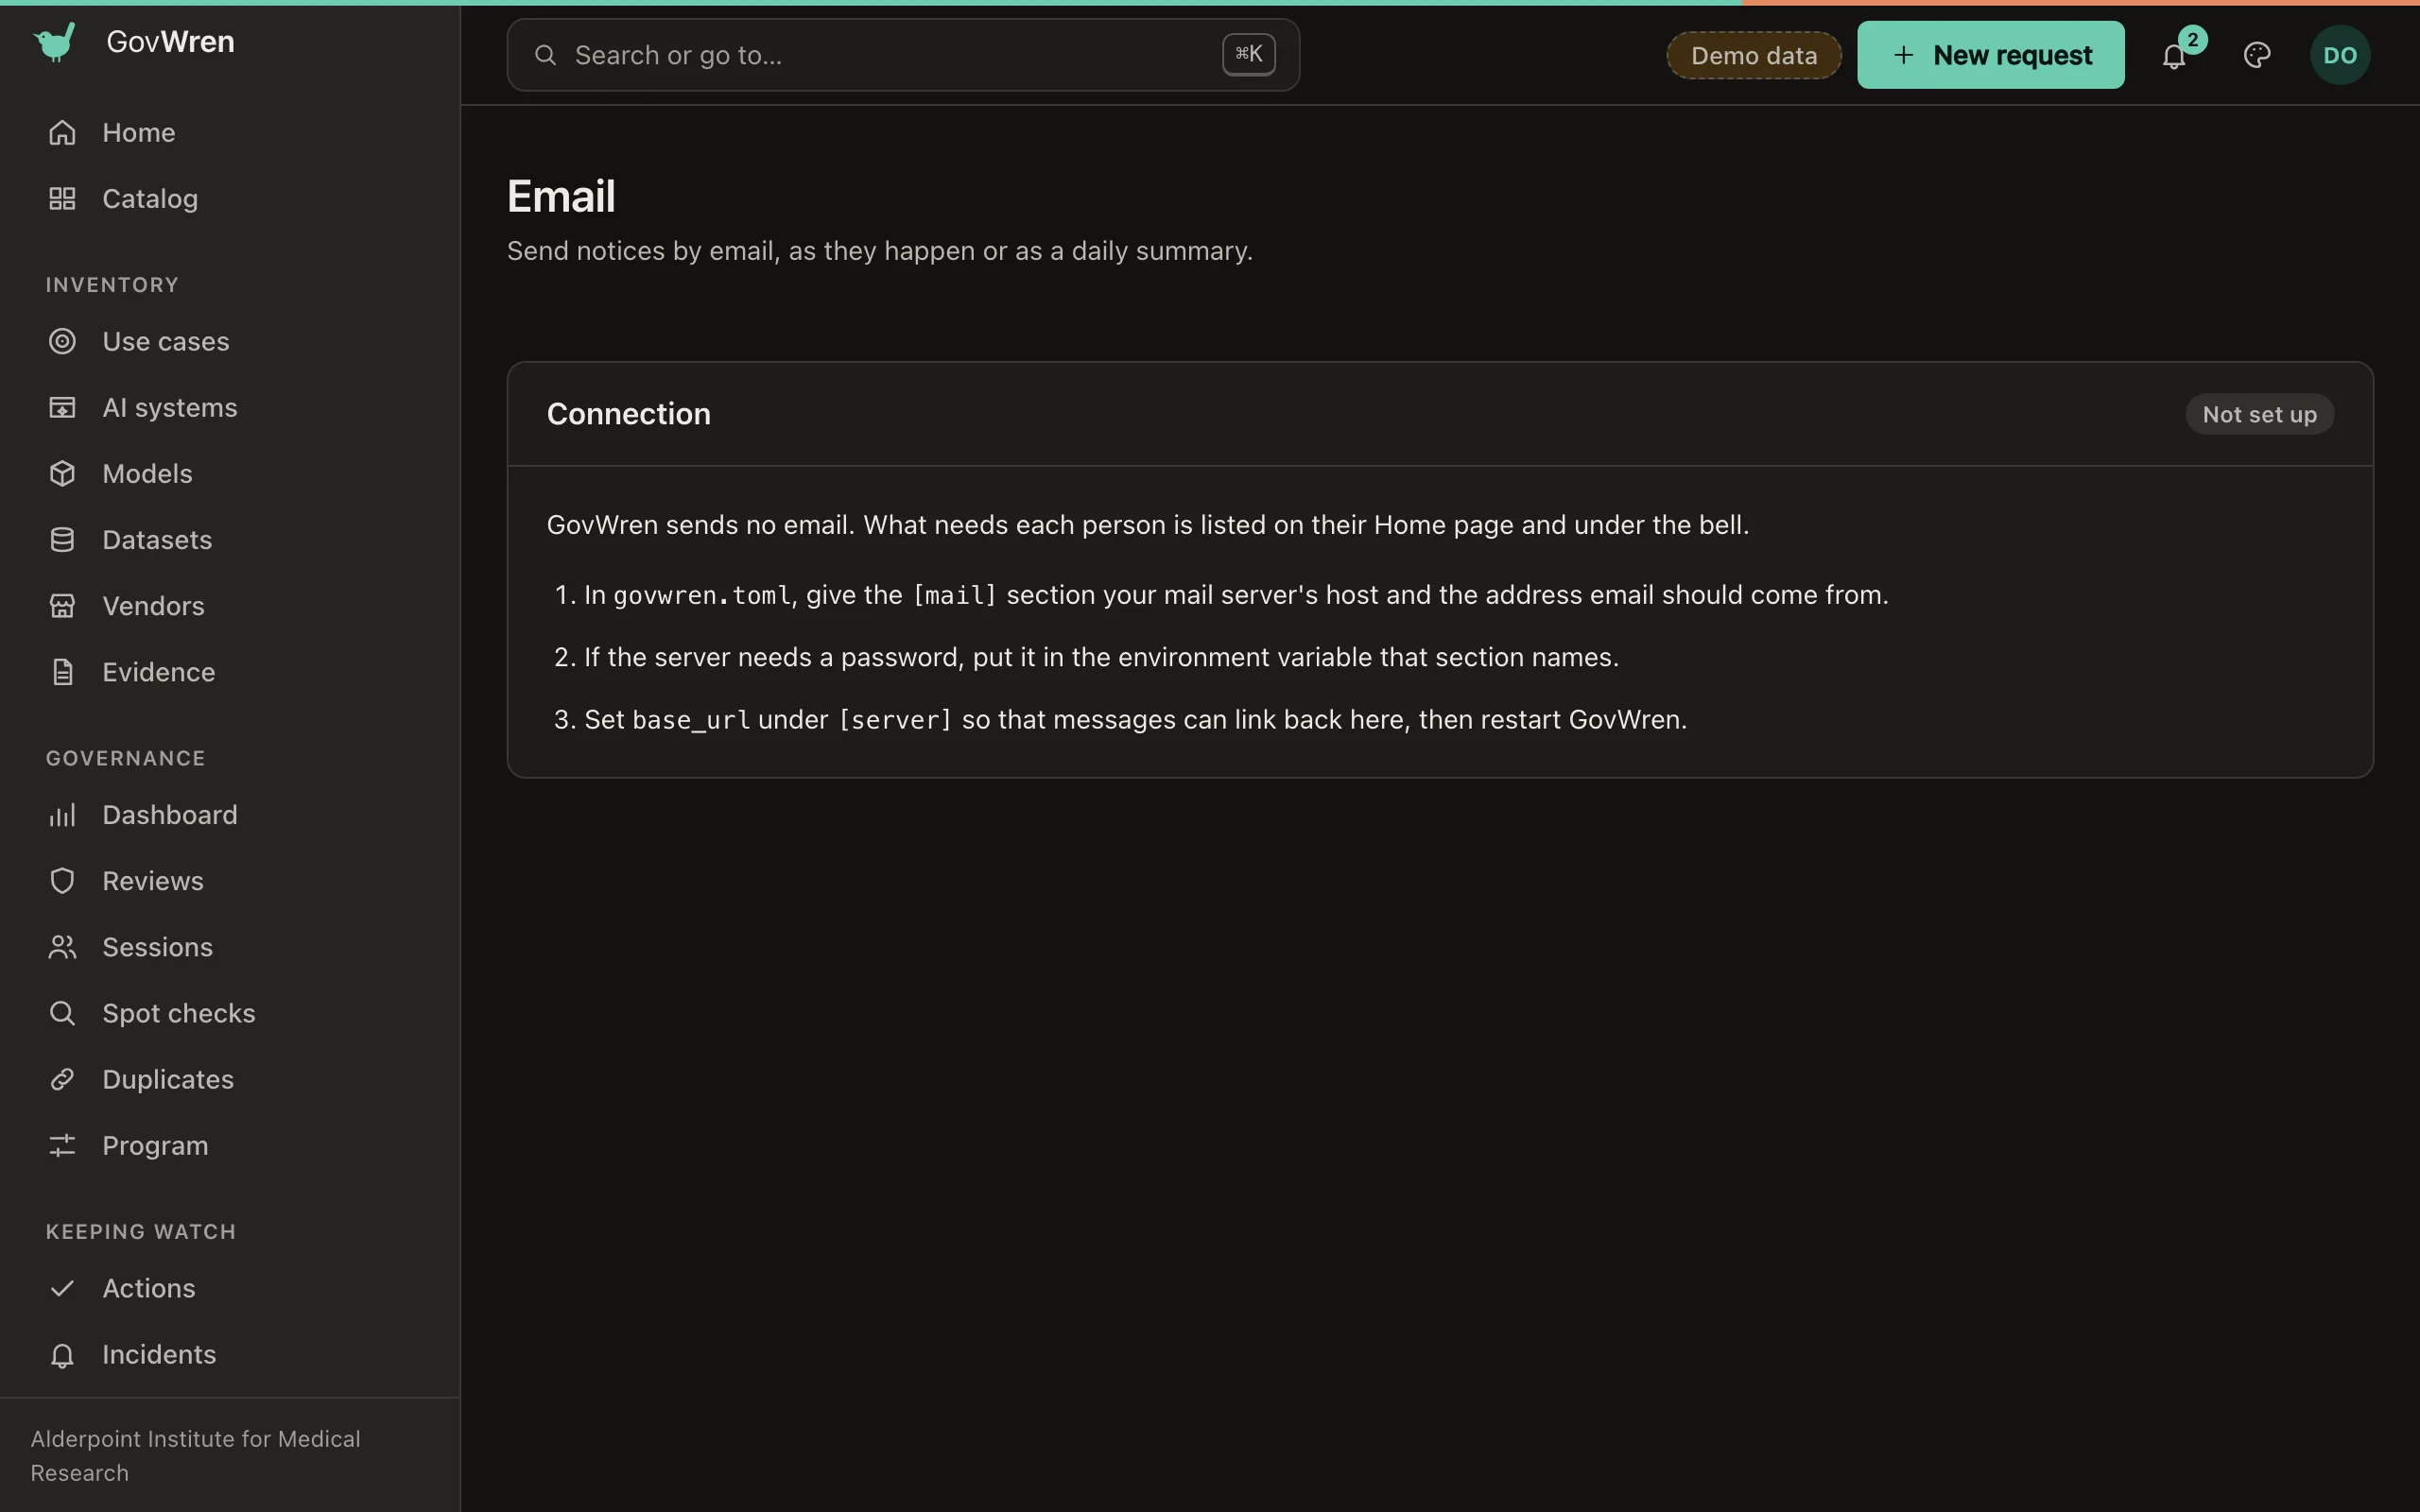 GovWren
Search or go to...
⌘K
Demo data
+ New request
2
DO
Home
Catalog
INVENTORY
Use cases
AI systems
Models
Datasets
Vendors
Evidence
GOVERNANCE
Dashboard
Reviews
Sessions
Spot checks
Duplicates
Program
KEEPING WATCH
Actions
Incidents
Alderpoint Institute for Medical
Research
Email
Send notices by email, as they happen or as a daily summary.
Connection
Not set up
GovWren sends no email. What needs each person is listed on their Home page and under the bell.
1. In govwren.toml, give the [mail] section your mail server's host and the address email should come from.
2. If the server needs a password, put it in the environment variable that section names.
3. Set base_url under [server] so that messages can link back here, then restart GovWren.